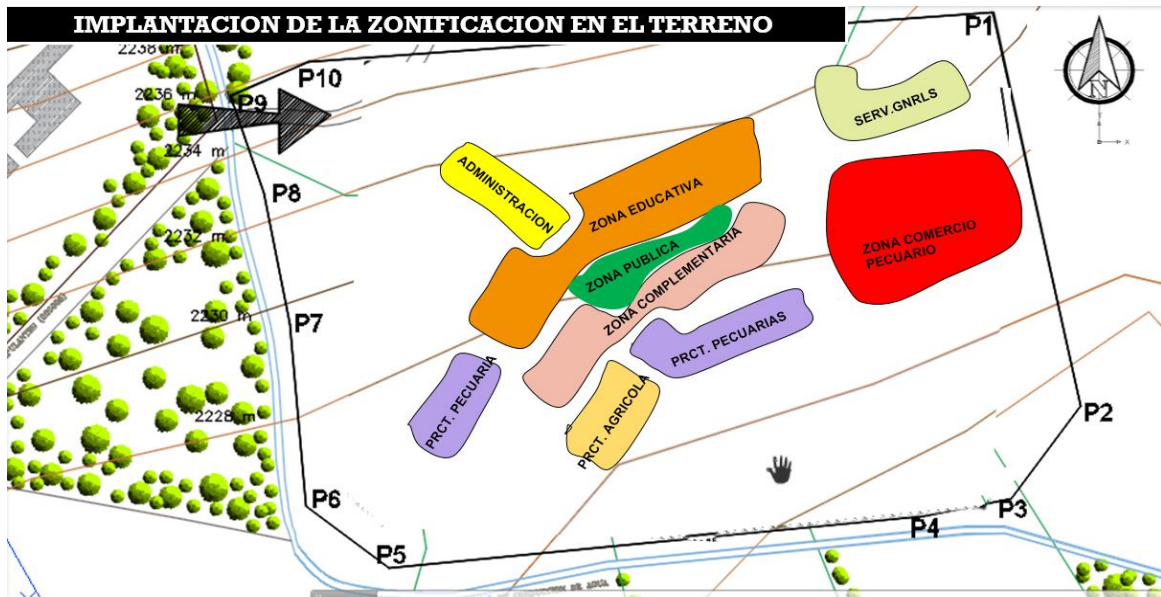 IMPLANTACION DE LA ZONIFICACION EN EL TERRENO
P1
2238 m
P10
2236 m
P9
N
SERV.GNRLS
2234 m
ADMINISTRACION
P8
ZONA EDUCATIVA
2232 m
ZONA PUBLICA
ZONA COMPLEMENTARIA
ZONA COMERCIO
PECUARIO
2230 m
P7
PRCT. PECUARIAS
PRCT. PECUARIA
PRCT. AGRICOLA
2228 m
P2
P6
P3
P4
P5
DE AGUA
Y
X